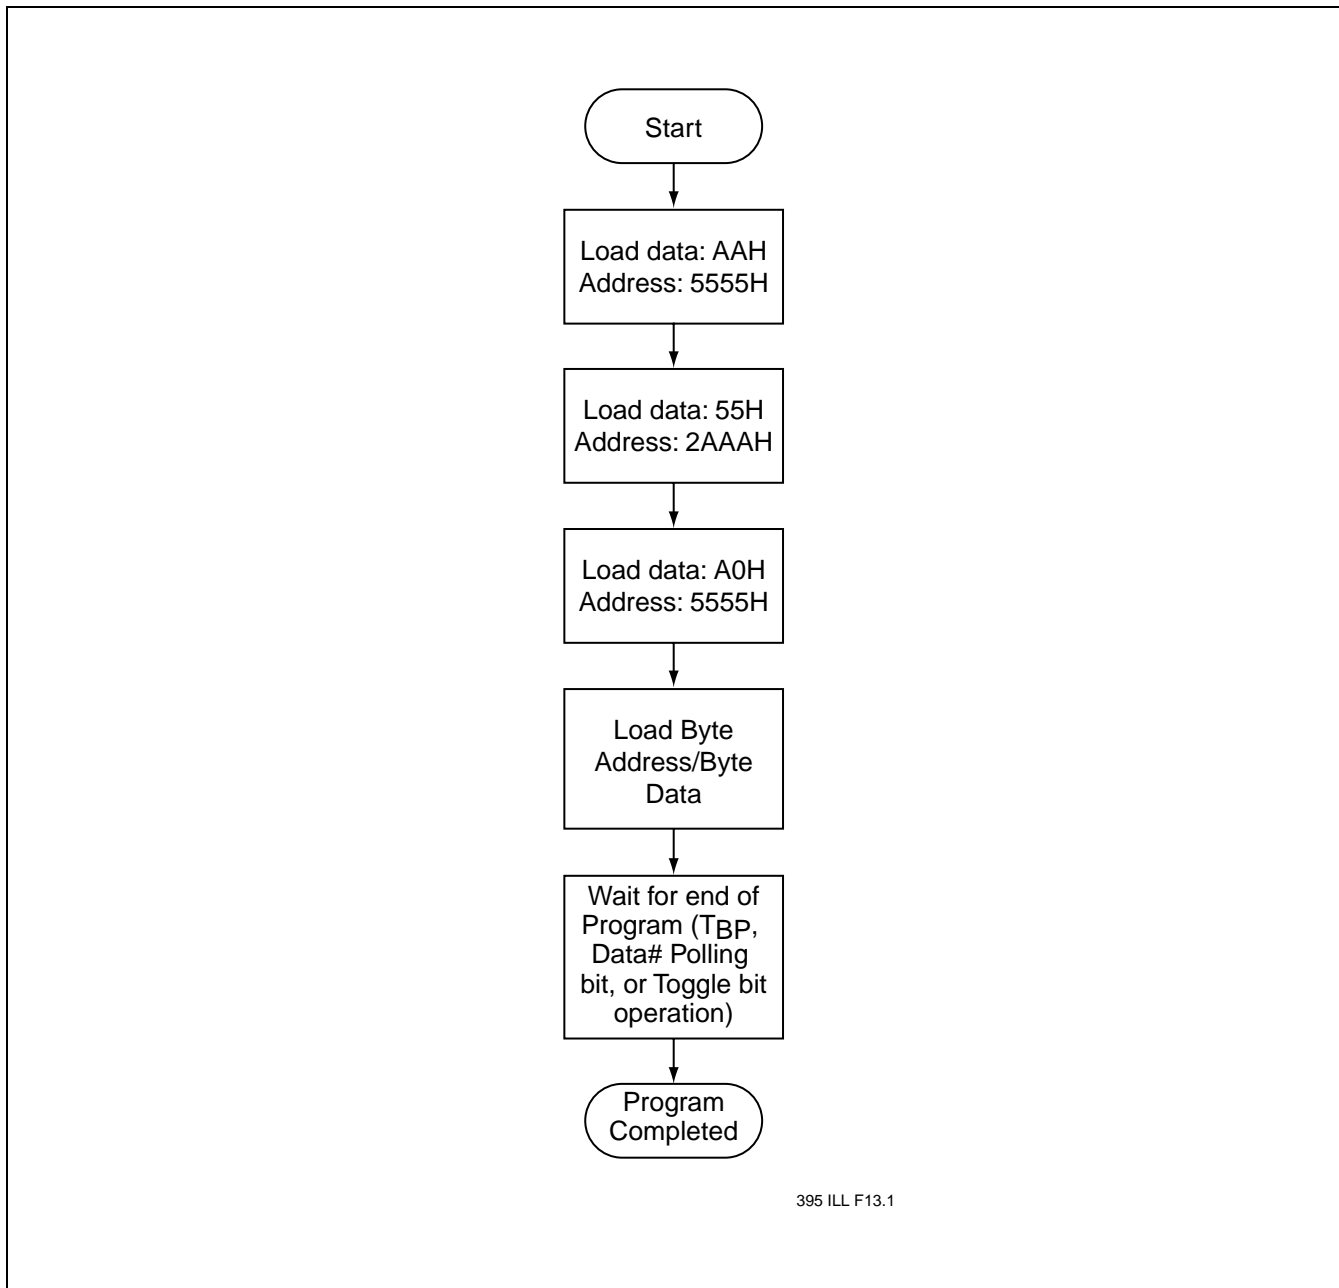 Start
Load data: AAH
Address: 5555H
Load data: 55H
Address: 2AAAH
Load data: A0H
Address: 5555H
Load Byte
Address/Byte
Data
Wait for end of
Program (TBP,
Data# Polling
bit, or Toggle bit
operation)
Program
Completed
395 ILL F13.1